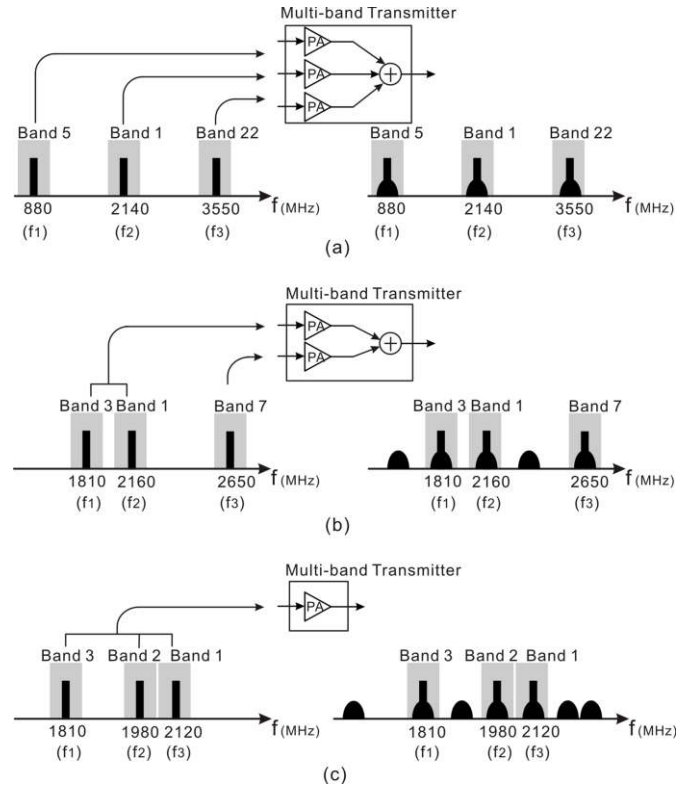 Multi-band Transmitter
PA
PA
PA
Band 5 Band 1 Band 22
Band 5 Band 1 Band 22
880 2140 3550 f(MHz)
880 2140 3550 f(MHz)
(f1) (f2) (f3)
(f1) (f2) (f3)
(a)
Multi-band Transmitter
PA
PA
Band 3 Band 1 Band 7
Band 3 Band 1 Band 7
1810 2160 2650 f(MHz)
1810 2160 2650 f(MHz)
(f1) (f2) (f3)
(f1) (f2) (f3)
(b)
Multi-band Transmitter
PA
Band 3 Band 2 Band 1
Band 3 Band 2 Band 1
1810 1980 2120 f(MHz)
1810 1980 2120 f(MHz)
(f1) (f2) (f3)
(f1) (f2) (f3)
(c)